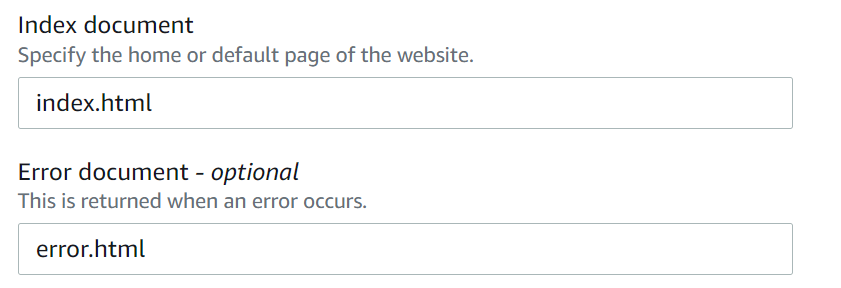 Index document
Specify the home or default page of the website.
index.html
Error document - optional
This is returned when an error occurs.
error.html